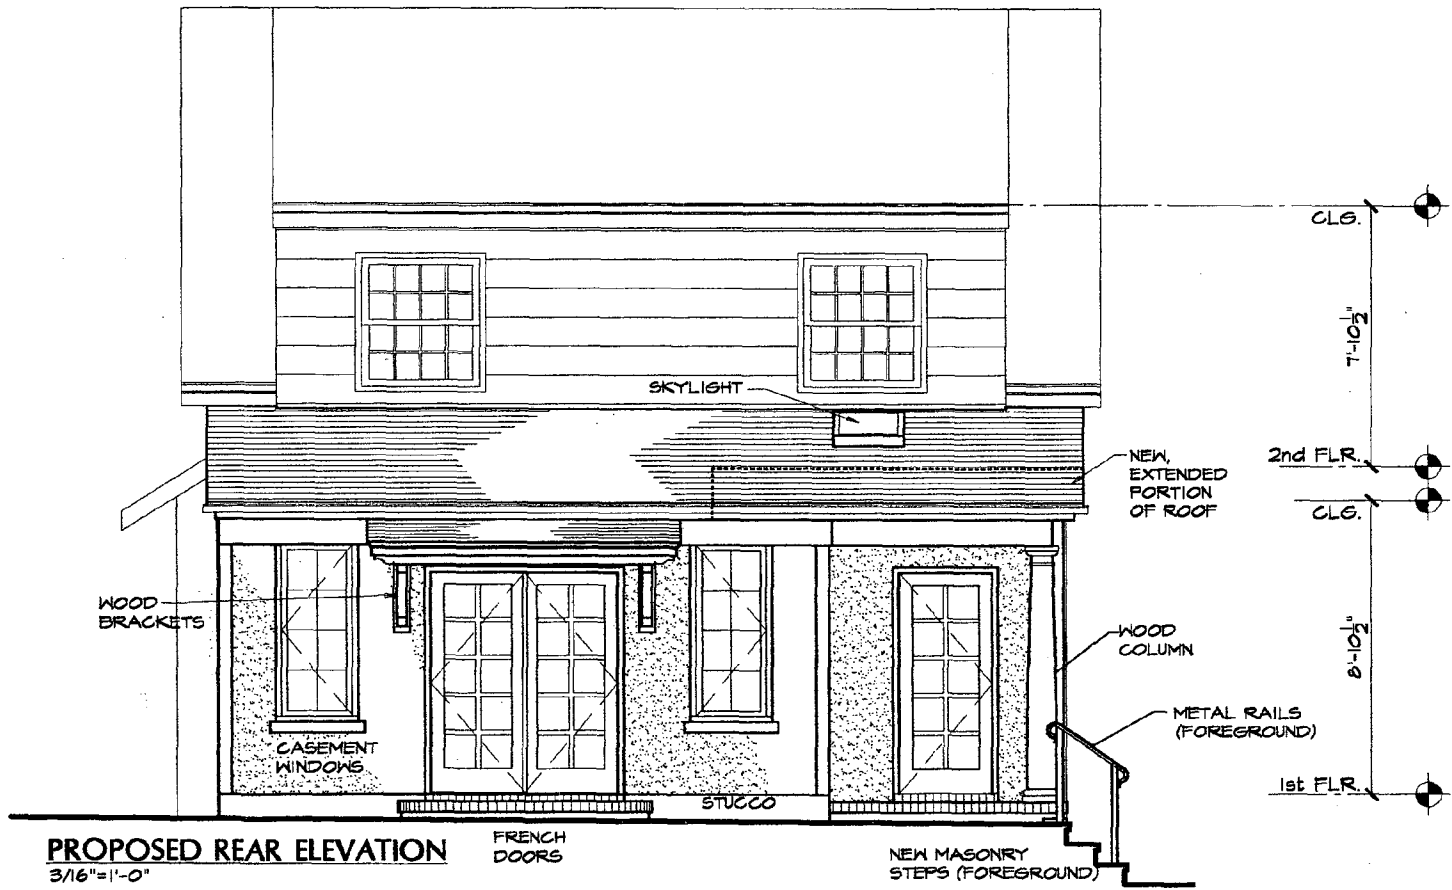 CLG.
7'-10½"
SKYLIGHT
2nd FLR.
NEW,
EXTENDED
PORTION
OF ROOF
CLG.
WOOD
BRACKETS
8'-10½"
WOOD
COLUMN
METAL RAILS
(FOREGROUND)
CASEMENT
WINDOWS
1st FLR.
STUCCO
FRENCH
DOORS
NEW MASONRY
STEPS (FOREGROUND)
PROPOSED REAR ELEVATION
3/16"=1'-0"